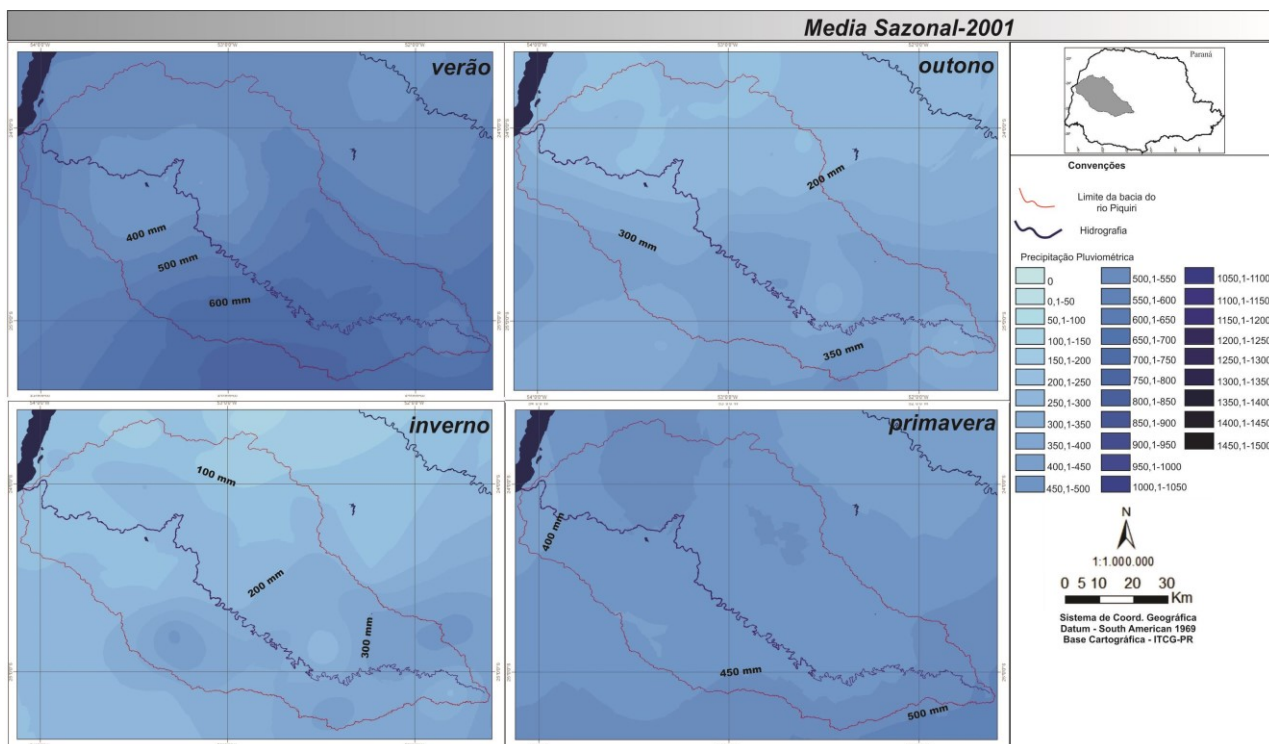 Media Sazonal-2001
verão
400 mm
500 mm
600 mm
outono
200 mm
300 mm
350 mm
inverno
100 mm
200 mm
300 mm
primavera
400 mm
450 mm
500 mm
Paraná
Convenções
Limite da bacia do
rio Piquiri
Hidrografia
Precipitação Pluviométrica
0
0,1-50
50,1-100
100,1-150
150,1-200
200,1-250
250,1-300
300,1-350
350,1-400
400,1-450
450,1-500
500,1-550
550,1-600
600,1-650
650,1-700
700,1-750
750,1-800
800,1-850
850,1-900
900,1-950
950,1-1000
1000,1-1050
1050,1-1100
1100,1-1150
1150,1-1200
1200,1-1250
1250,1-1300
1300,1-1350
1350,1-1400
1400,1-1450
1450,1-1500
N
1:1.000.000
0 5 10 20 30
Km
Sistema de Coord. Geográfica
Datum - South American 1969
Base Cartográfica - ITCG-PR